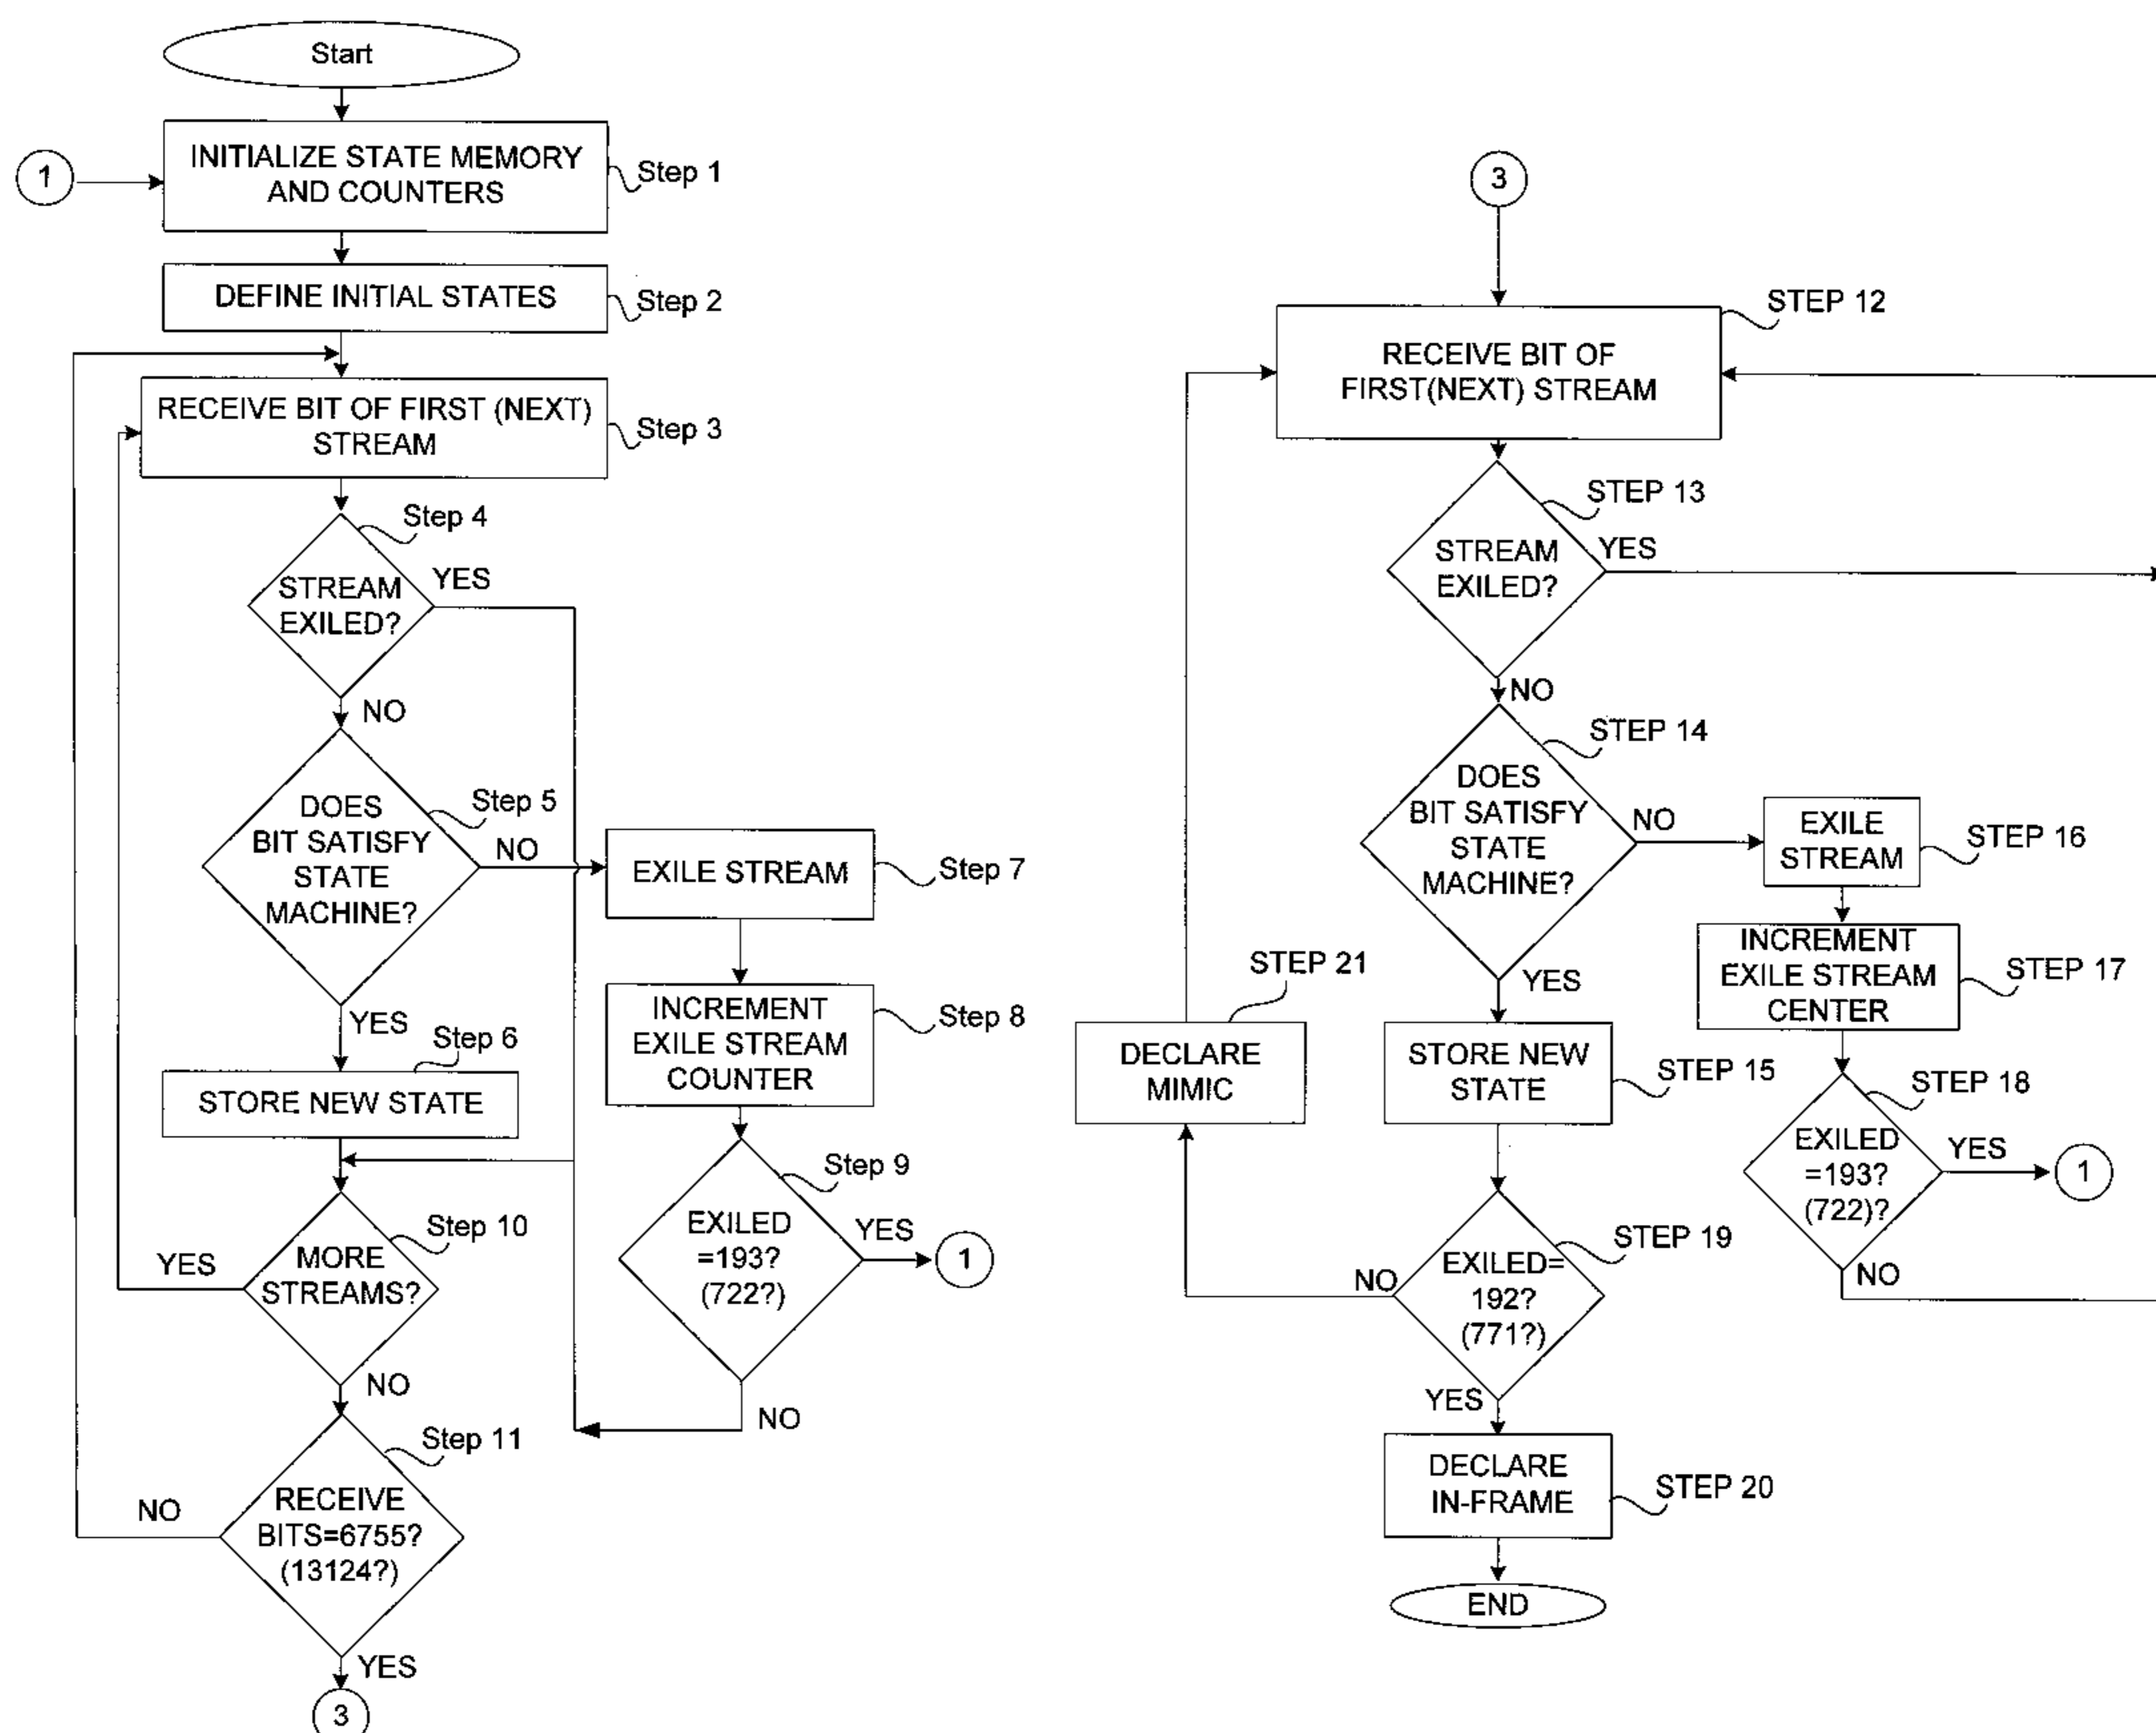 Start
1
INITIALIZE STATE MEMORY
AND COUNTERS
Step 1
DEFINE INITIAL STATES
Step 2
RECEIVE BIT OF FIRST (NEXT)
STREAM
Step 3
Step 4
STREAM
EXILED?
YES
NO
DOES
BIT SATISFY
STATE
MACHINE?
Step 5
NO
YES
Step 6
STORE NEW STATE
EXILE STREAM
Step 7
INCREMENT
EXILE STREAM
COUNTER
Step 8
Step 9
EXILED
=193?
(722?)
YES
1
NO
Step 10
MORE
STREAMS?
YES
NO
Step 11
RECEIVE
BITS=6755?
(13124?)
NO
YES
3
3
STEP 12
RECEIVE BIT OF
FIRST(NEXT) STREAM
STEP 13
STREAM
EXILED?
YES
NO
STEP 14
DOES
BIT SATISFY
STATE
MACHINE?
NO
YES
EXILE
STREAM
STEP 16
INCREMENT
EXILE STREAM
CENTER
STEP 17
STEP 18
EXILED
=193?
(722)?
YES
1
NO
STEP 21
DECLARE
MIMIC
STORE NEW
STATE
STEP 15
STEP 19
EXILED=
192?
(771?)
NO
YES
DECLARE
IN-FRAME
STEP 20
END